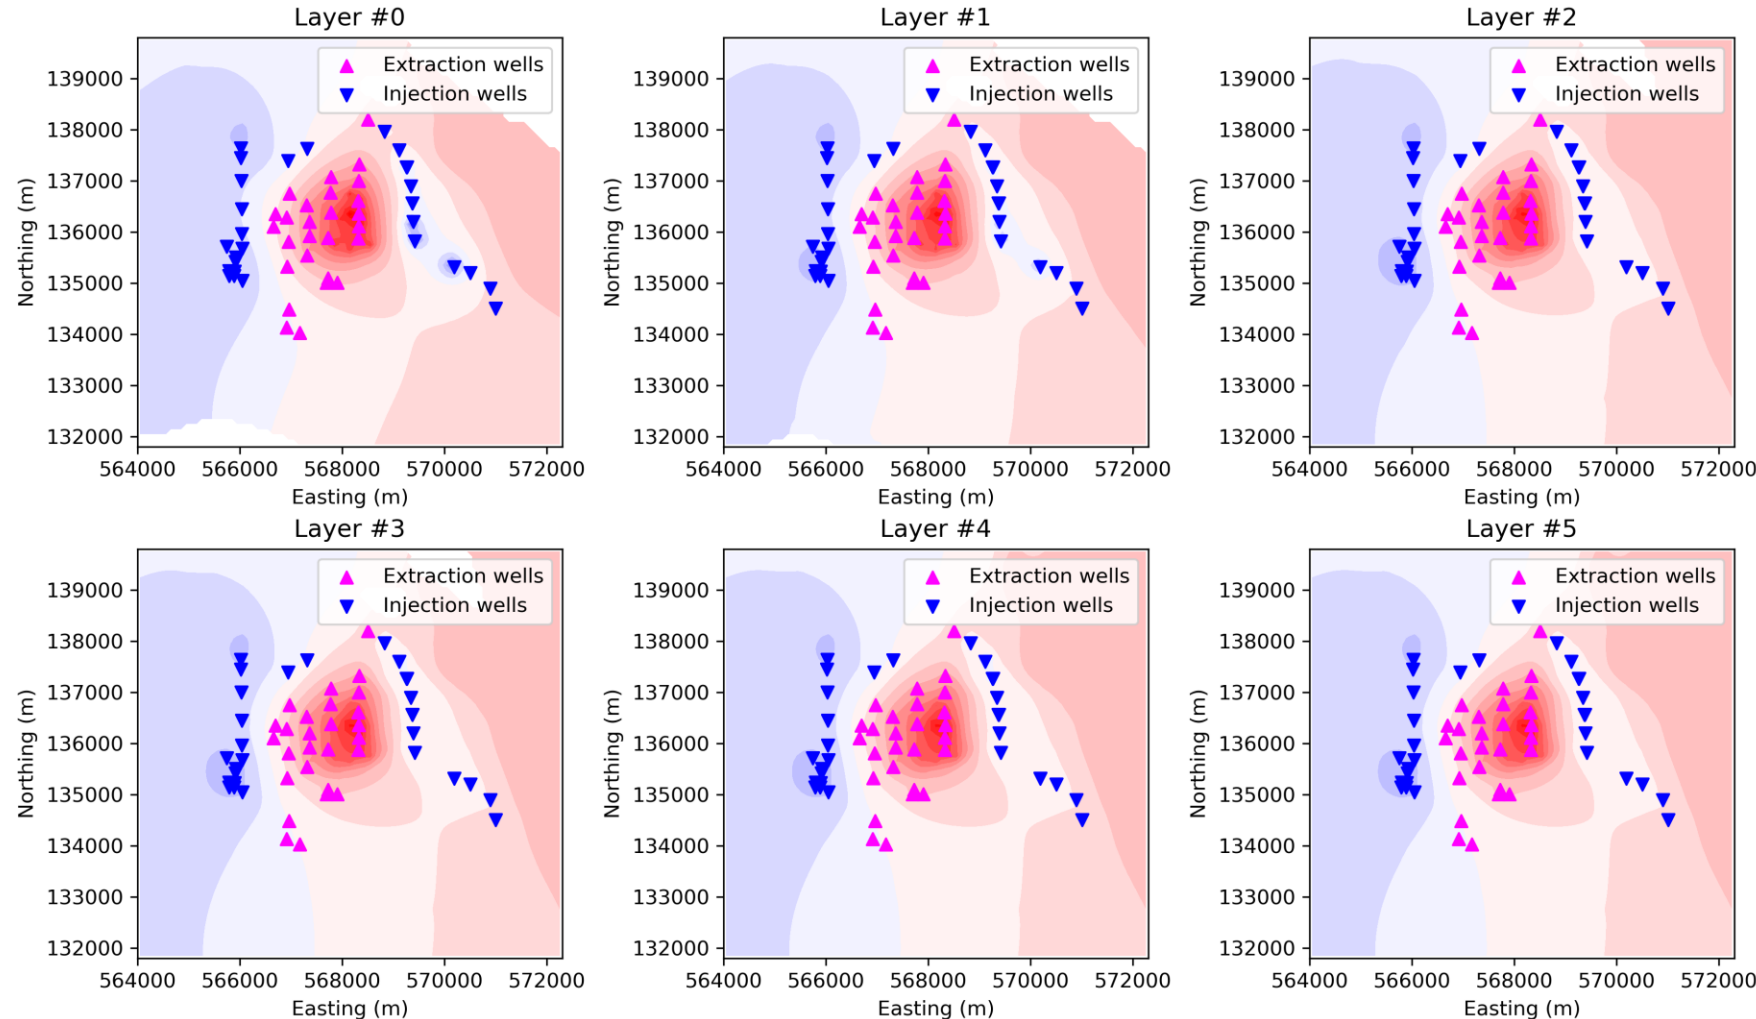 Layer #0
Layer #1
Layer #2
Extraction wells
Injection wells
Extraction wells
Injection wells
Extraction wells
Injection wells
139000
138000
137000
136000
135000
134000
133000
132000
Northing (m)
564000 566000 568000 570000 572000
Easting (m)
139000
138000
137000
136000
135000
134000
133000
132000
Northing (m)
564000 566000 568000 570000 572000
Easting (m)
139000
138000
137000
136000
135000
134000
133000
132000
Northing (m)
564000 566000 568000 570000 572000
Easting (m)
Layer #3
Layer #4
Layer #5
Extraction wells
Injection wells
Extraction wells
Injection wells
Extraction wells
Injection wells
139000
138000
137000
136000
135000
134000
133000
132000
Northing (m)
564000 566000 568000 570000 572000
Easting (m)
139000
138000
137000
136000
135000
134000
133000
132000
Northing (m)
564000 566000 568000 570000 572000
Easting (m)
139000
138000
137000
136000
135000
134000
133000
132000
Northing (m)
564000 566000 568000 570000 572000
Easting (m)